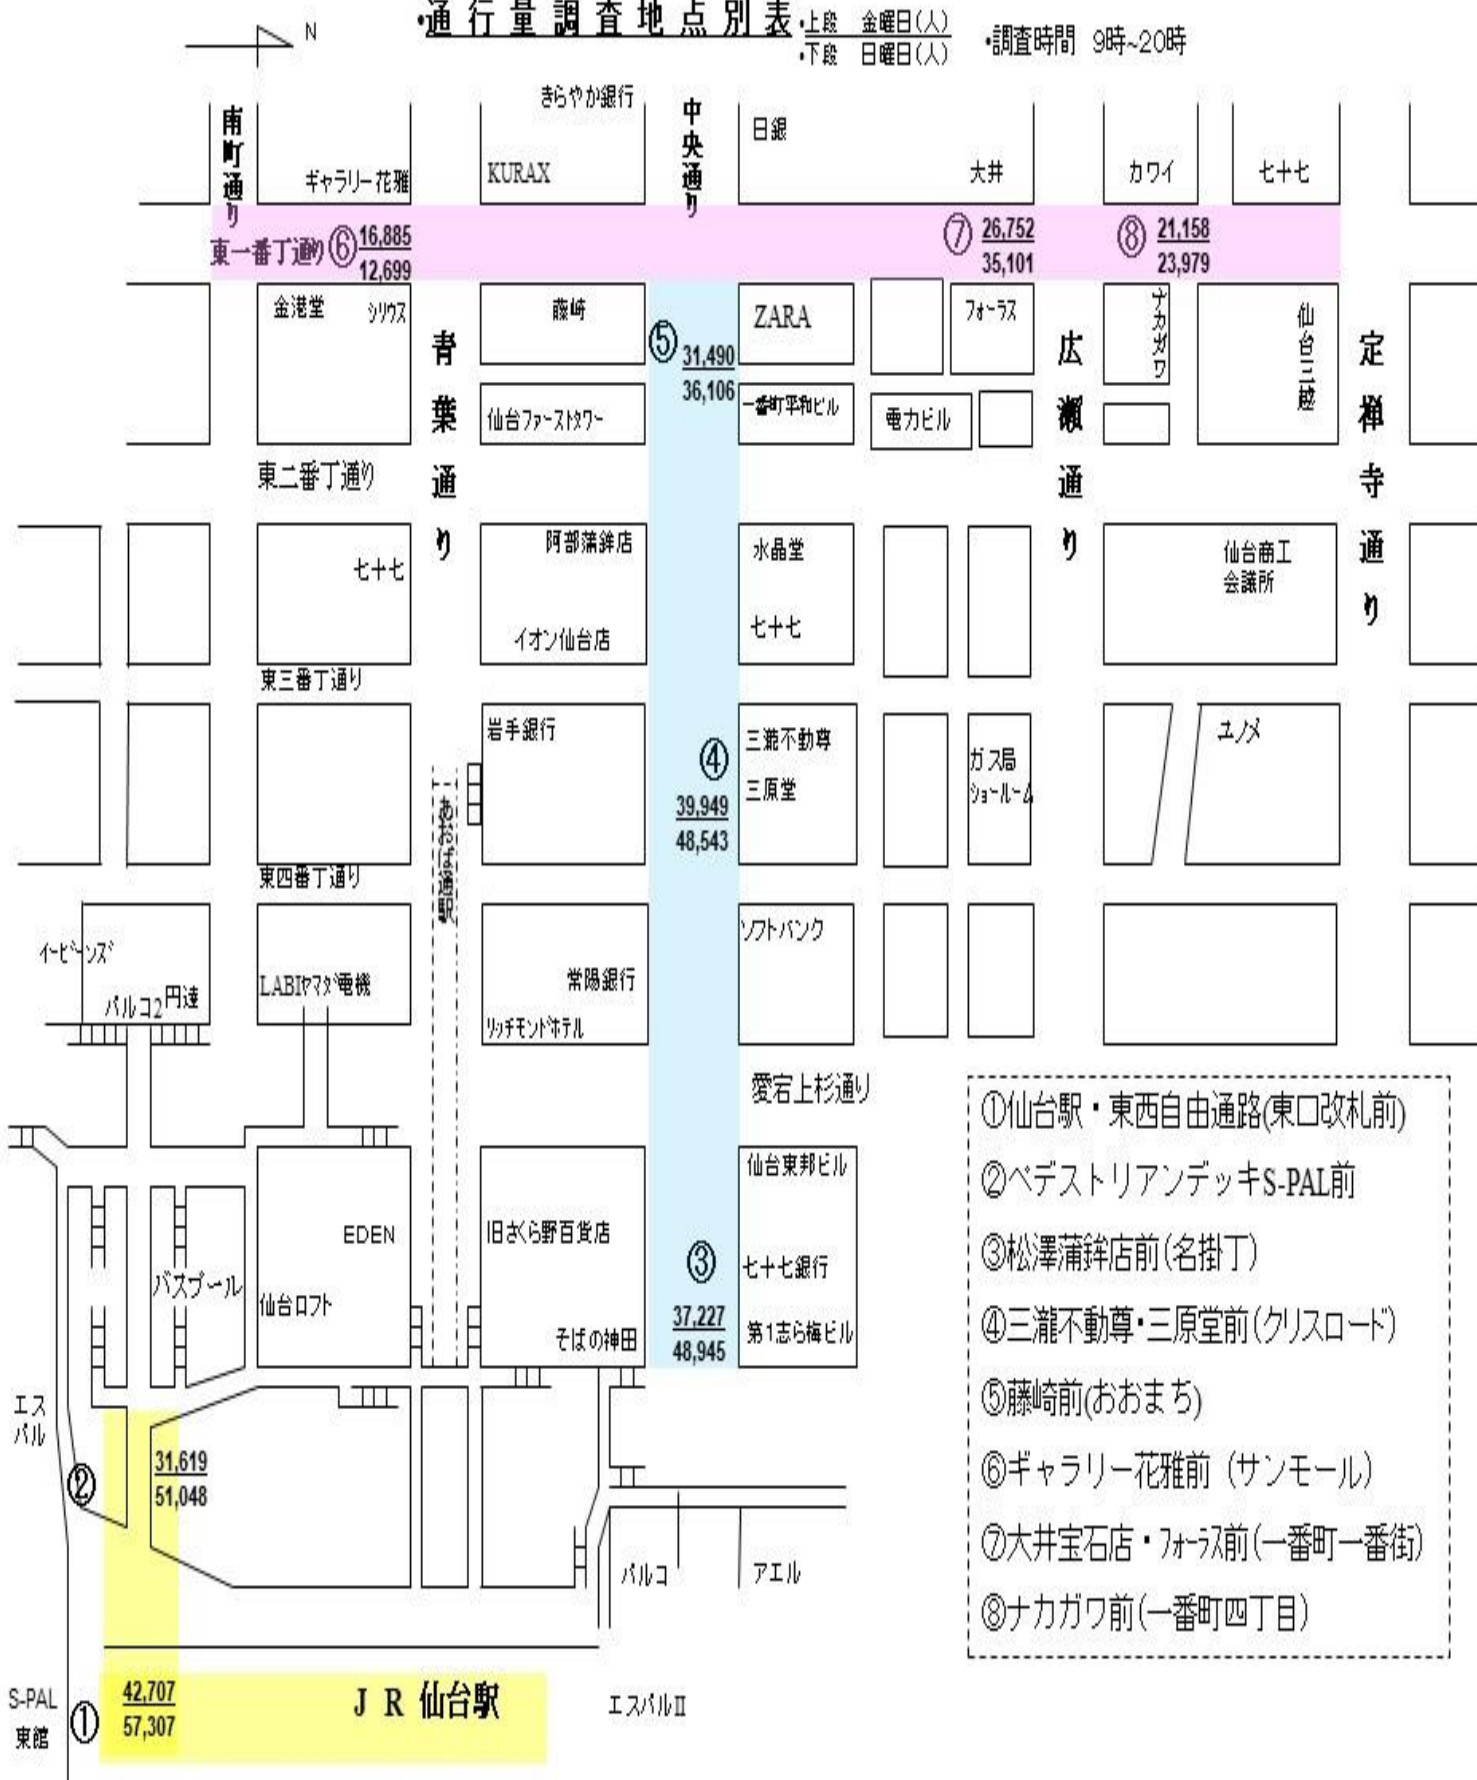 ・通行量調査地点別表
・上段　金曜日(人)
・下段　日曜日(人)
・調査時間　9時~20時
N
南町通り
中央通り
きらやか銀行
日銀
ギャラリー花雅
KURAX
大井
カワイ
七十七
東一番丁通り
⑥
16,885
12,699
⑦
26,752
35,101
⑧
21,158
23,979
金港堂
シリウス
青葉通り
藤崎
⑤
31,490
36,106
ZARA
フォーラス
広瀬通り
ナカガワ
仙台三越
定禅寺通り
仙台ファーストタワー
一番町平和ビル
電力ビル
東二番丁通り
七十七
阿部蒲鉾店
イオン仙台店
水晶堂
七十七
仙台商工
会議所
東三番丁通り
岩手銀行
④
39,949
48,543
三瀧不動尊
三原堂
ガス局
ショールーム
ユノメ
あおば通駅
東四番丁通り
イービーンズ
パルコ2
円達
LABIヤマダ電機
常陽銀行
リッチモンドホテル
ソフトバンク
愛宕上杉通り
バスプール
EDEN
仙台ロフト
旧さくら野百貨店
そばの神田
③
37,227
48,945
仙台東邦ビル
七十七銀行
第1志ら梅ビル
エス
パル
②
31,619
51,048
パルコ
アエル
S-PAL
東館
①
42,707
57,307
JR 仙台駅
エスパルⅡ
①仙台駅・東西自由通路(東口改札前)
②ペデストリアンデッキS-PAL前
③松澤蒲鉾店前(名掛丁)
④三瀧不動尊・三原堂前(クリスロード)
⑤藤崎前(おおまち)
⑥ギャラリー花雅前 (サンモール)
⑦大井宝石店・フォーラス前(一番町一番街)
⑧ナカガワ前(一番町四丁目)